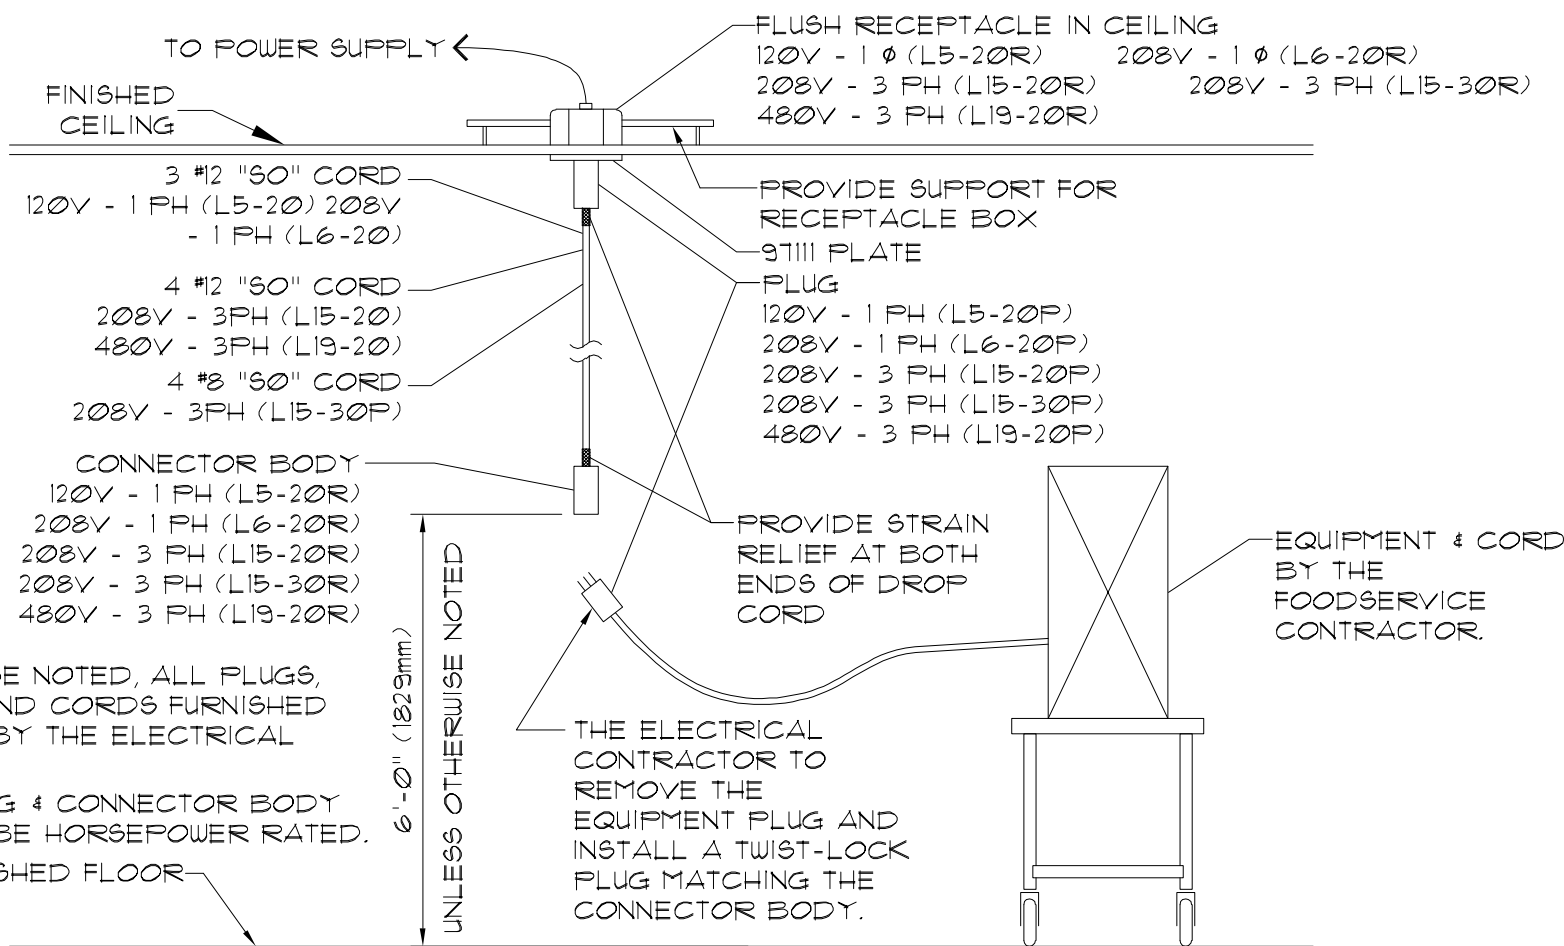 TO POWER SUPPLY
FLUSH RECEPTACLE IN CEILING
120V - 1 Φ (L5-20R) 208V - 1 Φ (L6-20R)
208V - 3 PH (L15-20R) 208V - 3 PH (L15-30R)
480V - 3 PH (L19-20R)
FINISHED
CEILING
3 #12 "SO" CORD
120V - 1 PH (L5-20) 208V
- 1 PH (L6-20)
4 #12 "SO" CORD
208V - 3PH (L15-20)
480V - 3PH (L19-20)
4 #8 "SO" CORD
208V - 3PH (L15-30P)
PROVIDE SUPPORT FOR
RECEPTACLE BOX
97111 PLATE
PLUG
120V - 1 PH (L5-20P)
208V - 1 PH (L6-20P)
208V - 3 PH (L15-20P)
208V - 3 PH (L15-30P)
480V - 3 PH (L19-20P)
CONNECTOR BODY
120V - 1 PH (L5-20R)
208V - 1 PH (L6-20R)
208V - 3 PH (L15-20R)
208V - 3 PH (L15-30R)
480V - 3 PH (L19-20R)
PROVIDE STRAIN
RELIEF AT BOTH
ENDS OF DROP
CORD
EQUIPMENT & CORD
BY THE
FOODSERVICE
CONTRACTOR.
6'-0" (1829mm)
UNLESS OTHERWISE NOTED
NOTED, ALL PLUGS,
CORDS FURNISHED
BY THE ELECTRICAL
& CONNECTOR BODY
BE HORSEPOWER RATED.
FLOOR
THE ELECTRICAL
CONTRACTOR TO
REMOVE THE
EQUIPMENT PLUG AND
INSTALL A TWIST-LOCK
PLUG MATCHING THE
CONNECTOR BODY.